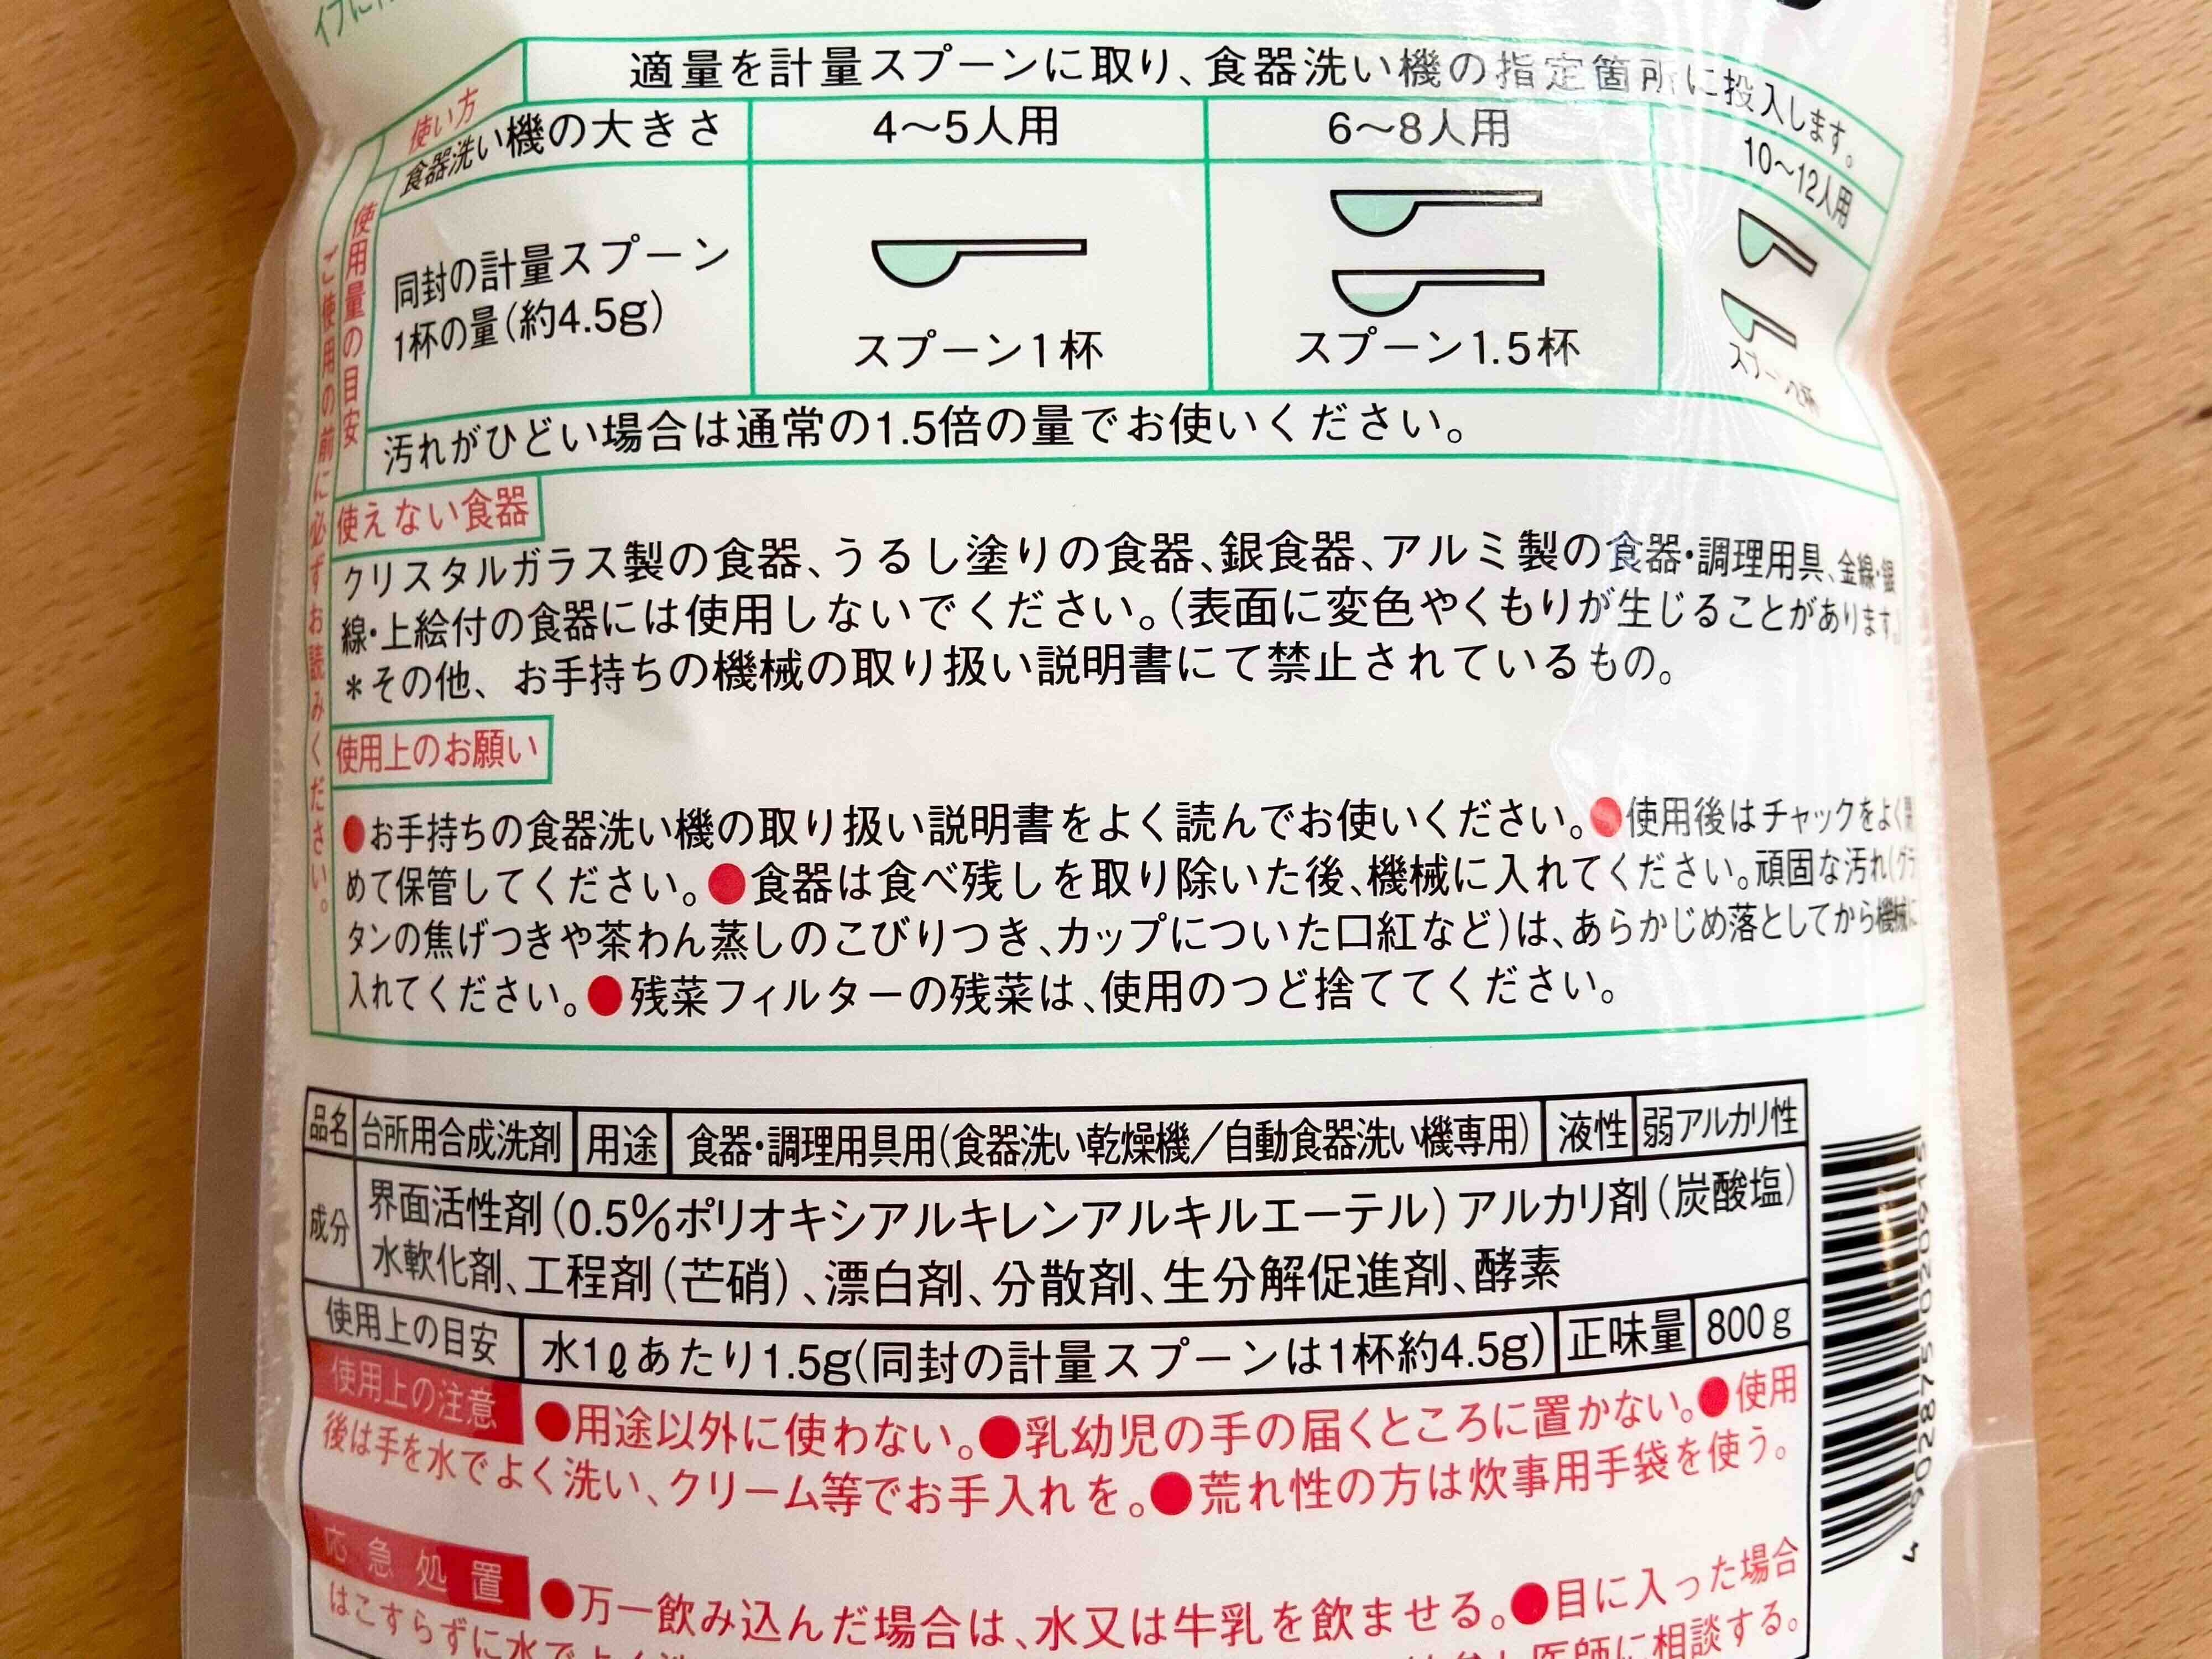 使い方
適量を計量スプーンに取り、食器洗い機の指定箇所に投入します。
ご使用の前に必ずお読みください。
使用量の目安
食器洗い機の大きさ 4〜5人用 6〜8人用 10〜12人用
同封の計量スプーン
1杯の量(約4.5g)
スプーン1杯 スプーン1.5杯 スプーン2杯
汚れがひどい場合は通常の1.5倍の量でお使いください。
使えない食器
クリスタルガラス製の食器、うるし塗りの食器、銀食器、アルミ製の食器・調理用具、金線・銀
線・上絵付の食器には使用しないでください。(表面に変色やくもりが生じることがあります。)
*その他、お手持ちの機械の取り扱い説明書にて禁止されているもの。
使用上のお願い
●お手持ちの食器洗い機の取り扱い説明書をよく読んでお使いください。●使用後はチャックをよく
めて保管してください。●食器は食べ残しを取り除いた後、機械に入れてください。頑固な汚れ(グラ
タンの焦げつきや茶わん蒸しのこびりつき、カップについた口紅など)は、あらかじめ落としてから機械に
入れてください。●残菜フィルターの残菜は、使用のつど捨ててください。
品名 台所用合成洗剤 用途 食器・調理用具用(食器洗い乾燥機／自動食器洗い機専用) 液性 弱アルカリ性
成分 界面活性剤(0.5%ポリオキシアルキレンアルキルエーテル)アルカリ剤(炭酸塩)
水軟化剤、工程剤(芒硝)、漂白剤、分散剤、生分解促進剤、酵素
使用上の目安 水1ℓあたり1.5g(同封の計量スプーンは1杯約4.5g) 正味量 800g
使用上の注意 ●用途以外に使わない。●乳幼児の手の届くところに置かない。●使用
後は手を水でよく洗い、クリーム等でお手入れを。●荒れ性の方は炊事用手袋を使う。
応急処置 ●万一飲み込んだ場合は、水又は牛乳を飲ませる。●目に入った場合
はこすらずに水でよく 医師に相談する。
4 902875 020915